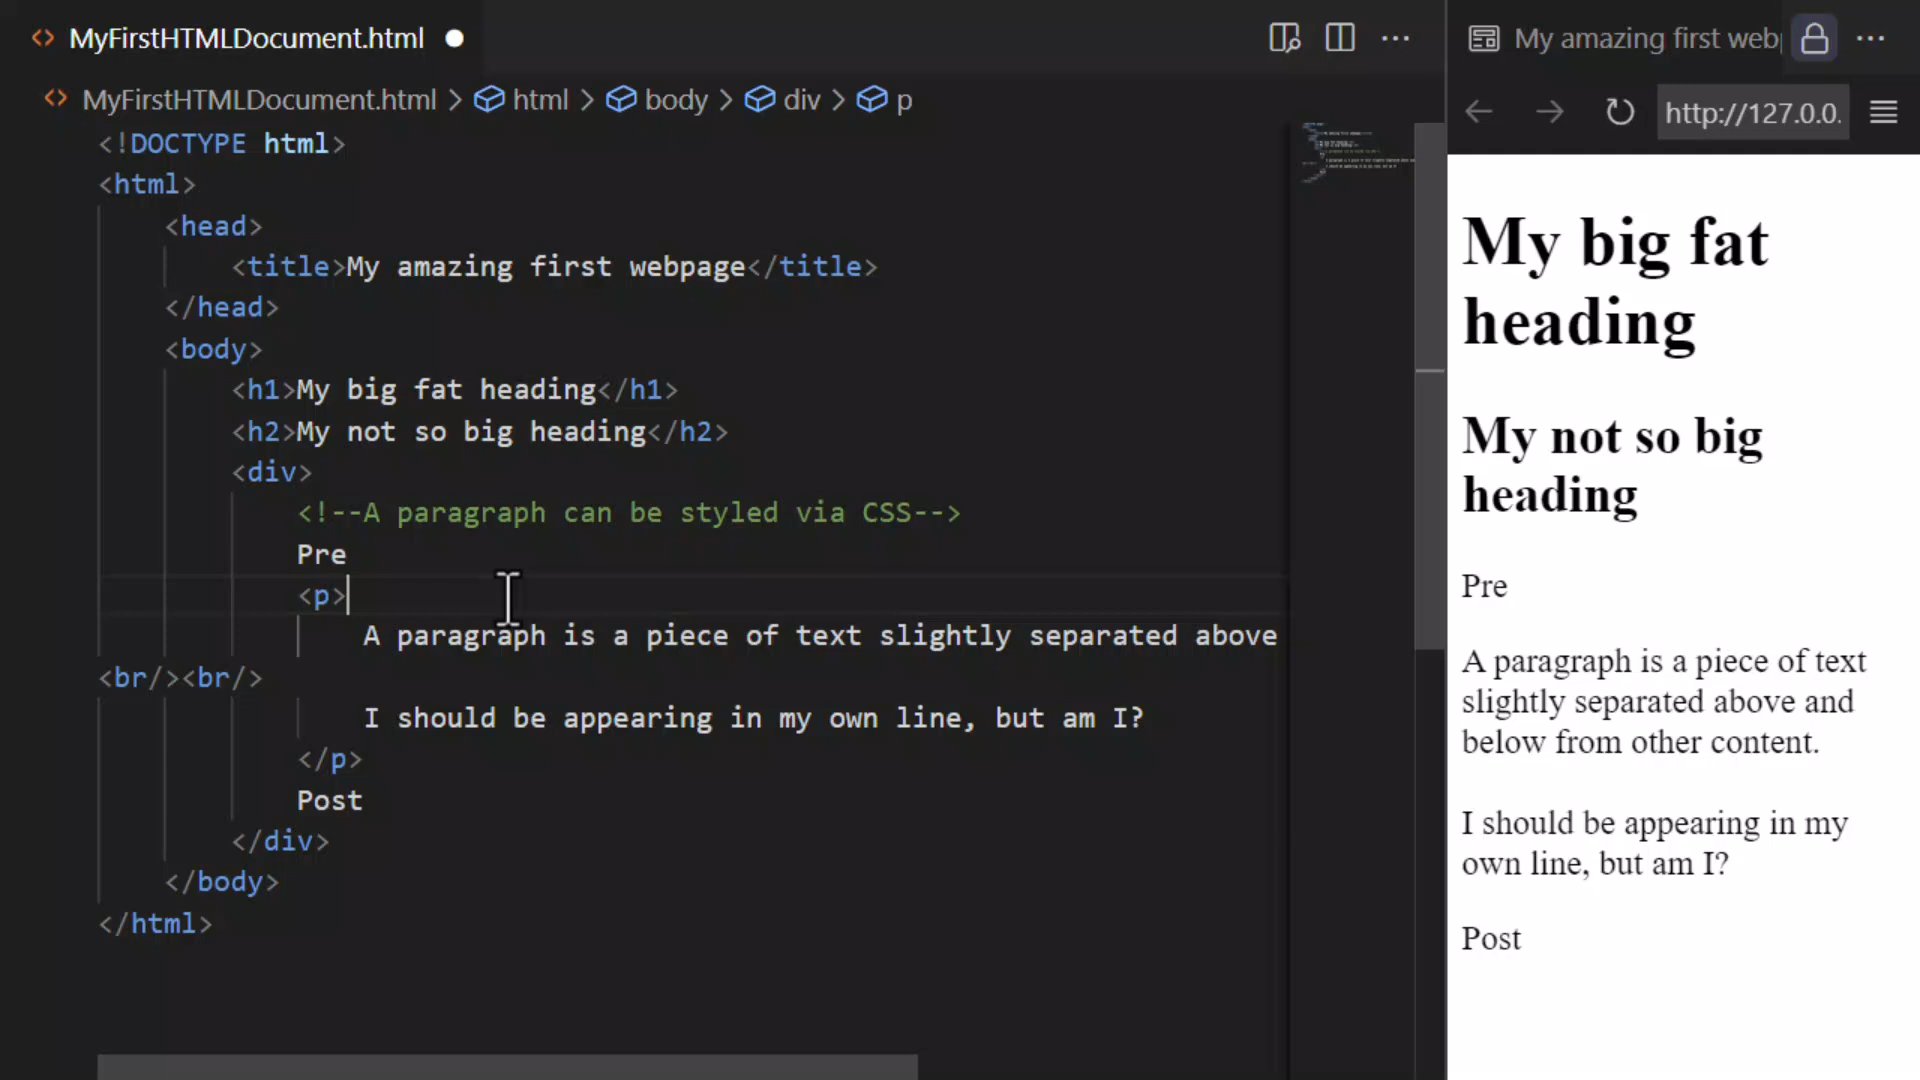 MyFirstHTMLDocument.html
MyFirstHTMLDocument.html > html > body > div > p
<!DOCTYPE html>
<html>
<head>
<title>My amazing first webpage</title>
</head>
<body>
<h1>My big fat heading</h1>
<h2>My not so big heading</h2>
<div>
<!--A paragraph can be styled via CSS-->
Pre
<p>
A paragraph is a piece of text slightly separated above
<br/><br/>
I should be appearing in my own line, but am I?
</p>
Post
</div>
</body>
</html>
My amazing first web
http://127.0.0.
My big fat
heading
My not so big
heading
Pre
A paragraph is a piece of text
slightly separated above and
below from other content.
I should be appearing in my
own line, but am I?
Post